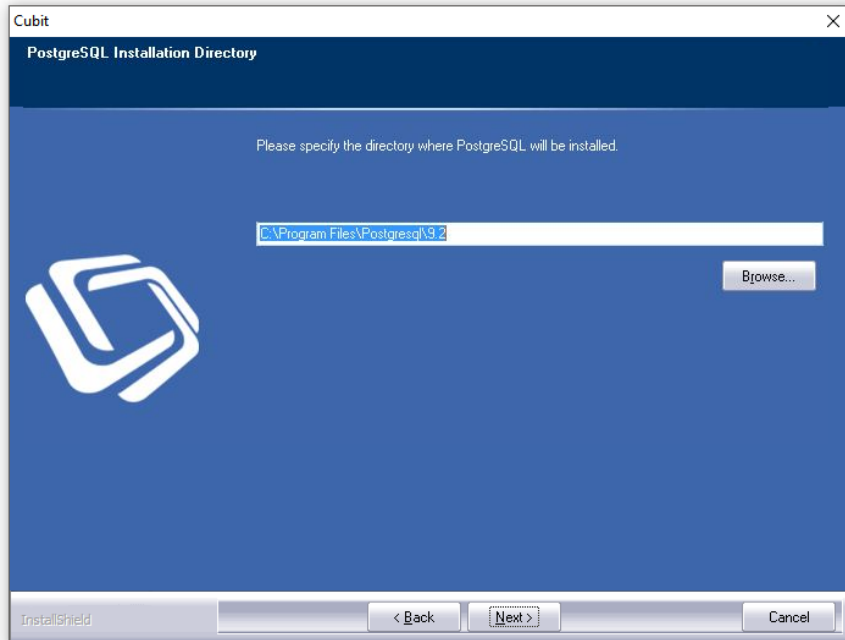 Cubit
PostgreSQL Installation Directory
Please specify the directory where PostgreSQL will be installed.
C:\Program Files\Postgresql\9.2
Browse...
InstallShield
< Back
Next >
Cancel